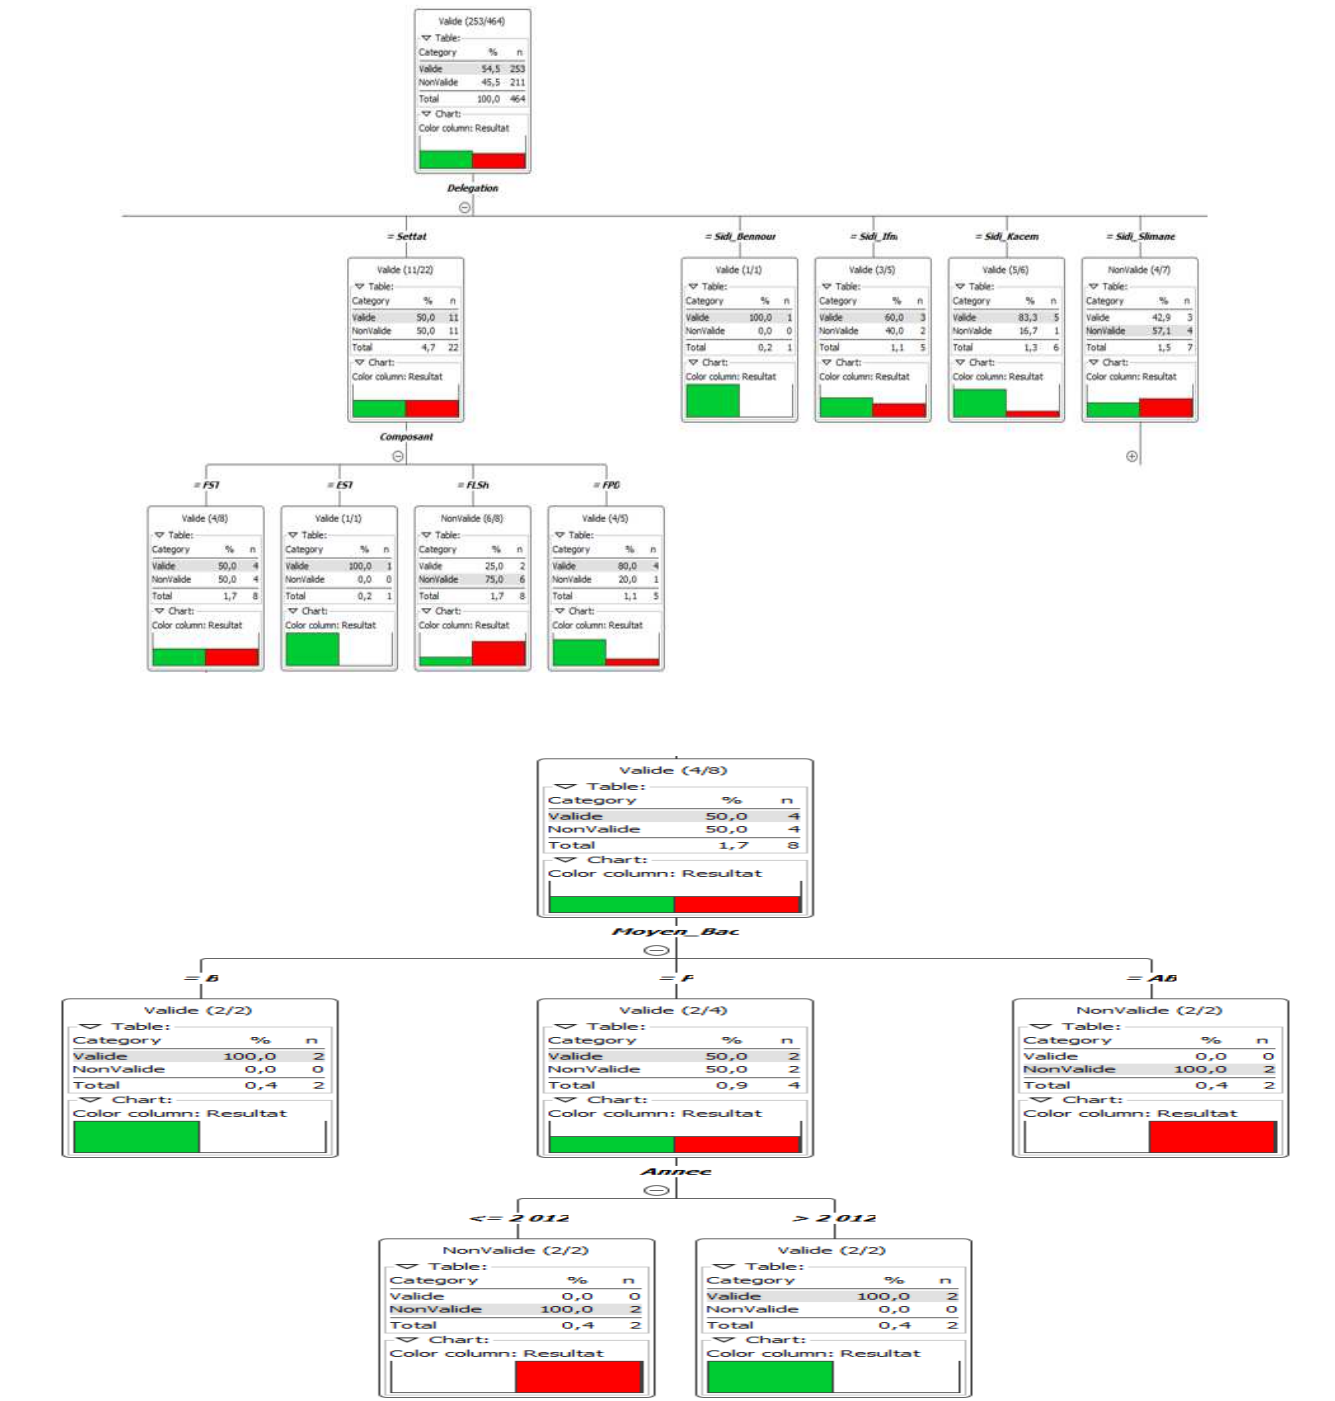 Valide (253/464)
Table:
Category % n
Valide 54,5 253
NonValide 45,5 211
Total 100,0 464
Chart:
Color column: Resultat
Delegation
= Settat
Valide (11/22)
Table:
Category % n
Valide 50,0 11
NonValide 50,0 11
Total 4,7 22
Chart:
Color column: Resultat
Composant
= Sidi_Bennour
Valide (1/1)
Table:
Category % n
Valide 100,0 1
NonValide 0,0 0
Total 0,2 1
Chart:
Color column: Resultat
= Sidi_Ifni
Valide (3/5)
Table:
Category % n
Valide 60,0 3
NonValide 40,0 2
Total 1,1 5
Chart:
Color column: Resultat
= Sidi_Kacem
Valide (5/6)
Table:
Category % n
Valide 83,3 5
NonValide 16,7 1
Total 1,3 6
Chart:
Color column: Resultat
= Sidi_Slimane
NonValide (4/7)
Table:
Category % n
Valide 42,9 3
NonValide 57,1 4
Total 1,5 7
Chart:
Color column: Resultat
= FST
Valide (4/8)
Table:
Category % n
Valide 50,0 4
NonValide 50,0 4
Total 1,7 8
Chart:
Color column: Resultat
= EST
Valide (1/1)
Table:
Category % n
Valide 100,0 1
NonValide 0,0 0
Total 0,2 1
Chart:
Color column: Resultat
= FLSh
NonValide (6/8)
Table:
Category % n
Valide 25,0 2
NonValide 75,0 6
Total 1,7 8
Chart:
Color column: Resultat
= FPD
Valide (4/5)
Table:
Category % n
Valide 80,0 4
NonValide 20,0 1
Total 1,1 5
Chart:
Color column: Resultat
Valide (4/8)
Table:
Category % n
Valide 50,0 4
NonValide 50,0 4
Total 1,7 8
Chart:
Color column: Resultat
Moyen_Bac
= B
Valide (2/2)
Table:
Category % n
Valide 100,0 2
NonValide 0,0 0
Total 0,4 2
Chart:
Color column: Resultat
= P
Valide (2/4)
Table:
Category % n
Valide 50,0 2
NonValide 50,0 2
Total 0,9 4
Chart:
Color column: Resultat
Annee
= AB
NonValide (2/2)
Table:
Category % n
Valide 0,0 0
NonValide 100,0 2
Total 0,4 2
Chart:
Color column: Resultat
<= 2 012
NonValide (2/2)
Table:
Category % n
Valide 0,0 0
NonValide 100,0 2
Total 0,4 2
Chart:
Color column: Resultat
> 2 012
Valide (2/2)
Table:
Category % n
Valide 100,0 2
NonValide 0,0 0
Total 0,4 2
Chart:
Color column: Resultat